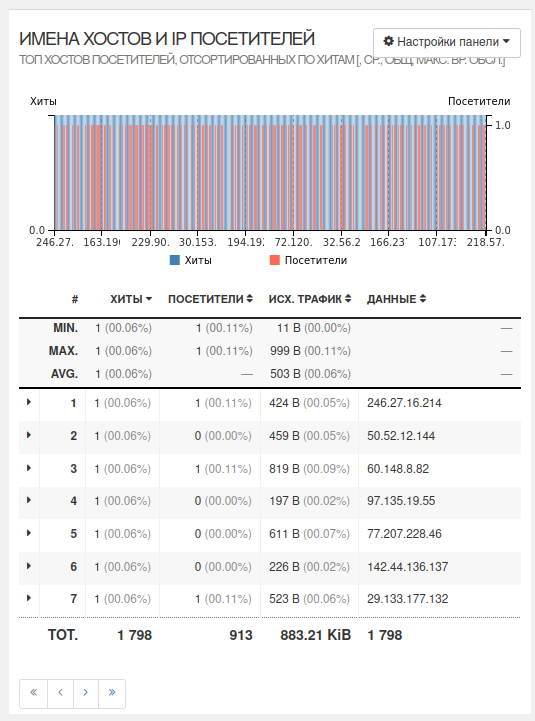 ИМЕНА ХОСТОВ И IP ПОСЕТИТЕЛЕЙ
Настройки панели
ТОП ХОСТОВ ПОСЕТИТЕЛЕЙ, ОТСОРТИРОВАННЫХ ПО ХИТАМ [, СР., ОБЩ, МАКС. ВР. ОБСЛ.]
Хиты Посетители
1.0
0.0 0.0
246.27. 163.19 229.90. 30.153. 194.19 72.120. 32.56.2 166.23 107.17 218.57.
Хиты Посетители
# ХИТЫ ПОСЕТИТЕЛИ ИСХ. ТРАФИК ДАННЫЕ
MIN. 1 (00.06%) 1 (00.11%) 11 B (00.00%) —
MAX. 1 (00.06%) 1 (00.11%) 999 B (00.11%) —
AVG. 1 (00.06%) — 503 B (00.06%) —
1 1 (00.06%) 1 (00.11%) 424 B (00.05%) 246.27.16.214
2 1 (00.06%) 0 (00.00%) 459 B (00.05%) 50.52.12.144
3 1 (00.06%) 1 (00.11%) 819 B (00.09%) 60.148.8.82
4 1 (00.06%) 0 (00.00%) 197 B (00.02%) 97.135.19.55
5 1 (00.06%) 0 (00.00%) 611 B (00.07%) 77.207.228.46
6 1 (00.06%) 0 (00.00%) 226 B (00.02%) 142.44.136.137
7 1 (00.06%) 1 (00.11%) 523 B (00.06%) 29.133.177.132
TOT. 1 798 913 883.21 KiB 1 798
« ‹ › »